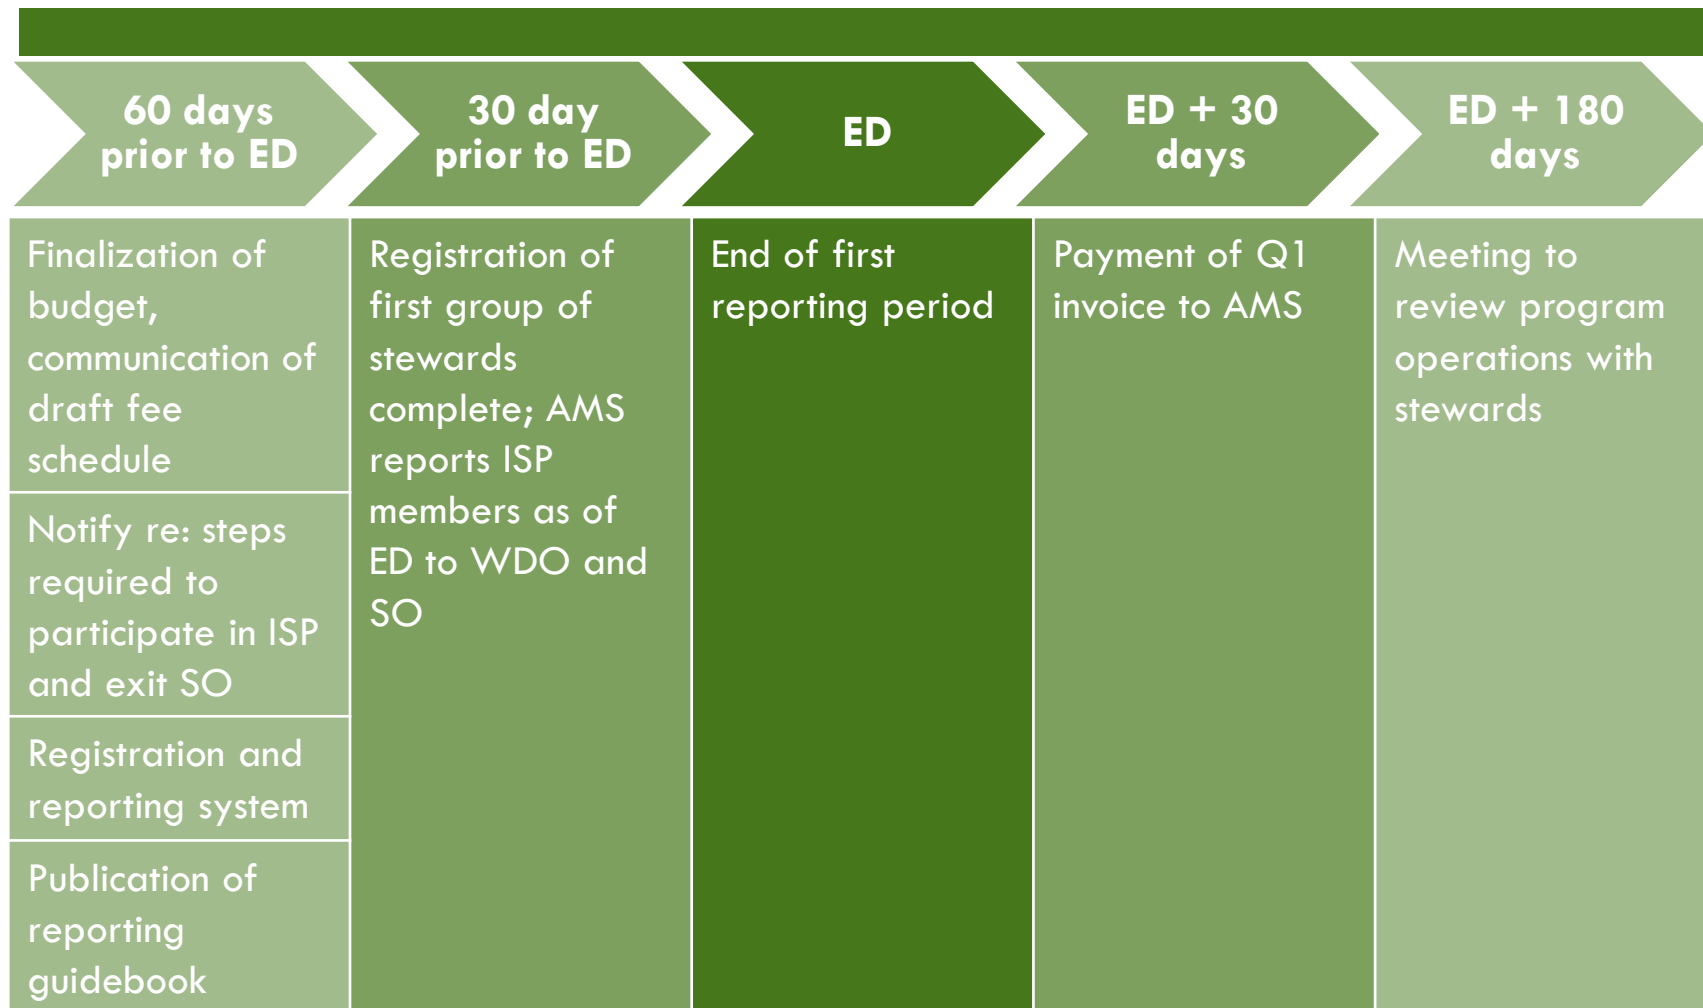 60 days
prior to ED
30 day
prior to ED
ED
ED + 30
days
ED + 180
days
Finalization of
budget,
communication of
draft fee
schedule
Notify re: steps
required to
participate in ISP
and exit SO
Registration and
reporting system
Publication of
reporting
guidebook
Registration of
first group of
stewards
complete; AMS
reports ISP
members as of
ED to WDO and
SO
End of first
reporting period
Payment of Q1
invoice to AMS
Meeting to
review program
operations with
stewards